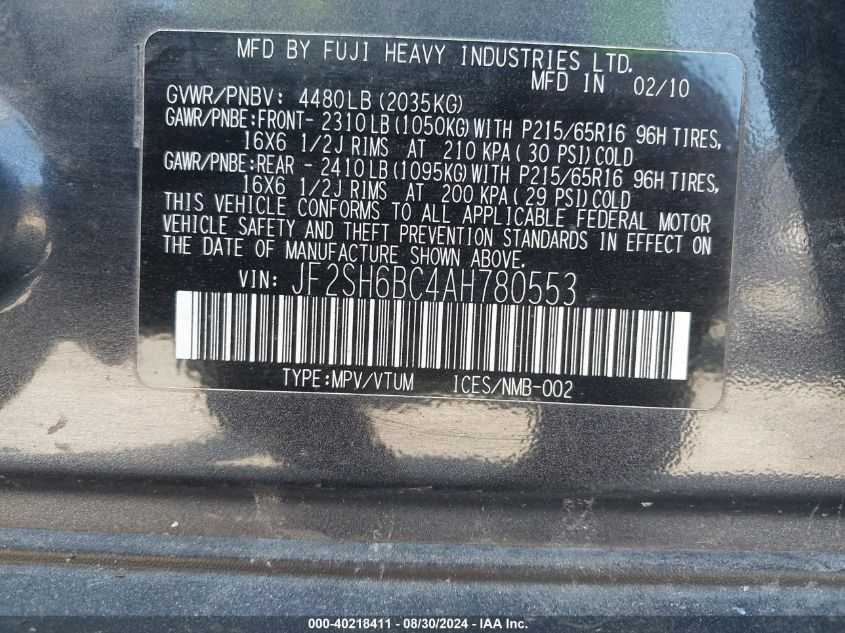 MFD BY FUJI HEAVY INDUSTRIES LTD.
MFD IN 02/10
GVWR/PNBV: 4480LB(2035KG)
GAWR/PNBE:FRONT- 2310LB(1050KG)WITH P215/65R16 96H TIRES,
16X6 1/2J RIMS AT 210 KPA( 30 PSI)COLD
GAWR/PNBE:REAR - 2410LB(1095KG)WITH P215/65R16 96H TIRES,
16X6 1/2J RIMS AT 200 KPA( 29 PSI)COLD
THIS VEHICLE CONFORMS TO ALL APPLICABLE FEDERAL MOTOR
VEHICLE SAFETY AND THEFT PREVENTION STANDARDS IN EFFECT ON
THE DATE OF MANUFACTURE SHOWN ABOVE.
VIN: JF2SH6BC4AH780553
TYPE:MPV/VTUM ICES/NMB-002
000-40218411 - 08/30/2024 - IAA Inc.